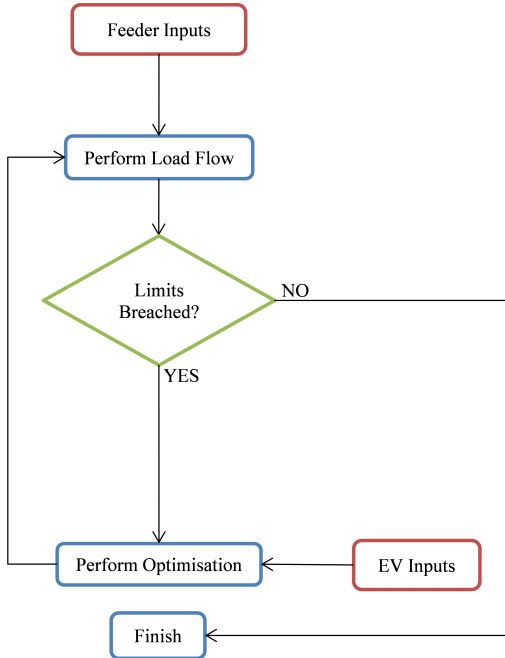 Feeder Inputs
Perform Load Flow
Limits
Breached?
NO
YES
Perform Optimisation
EV Inputs
Finish